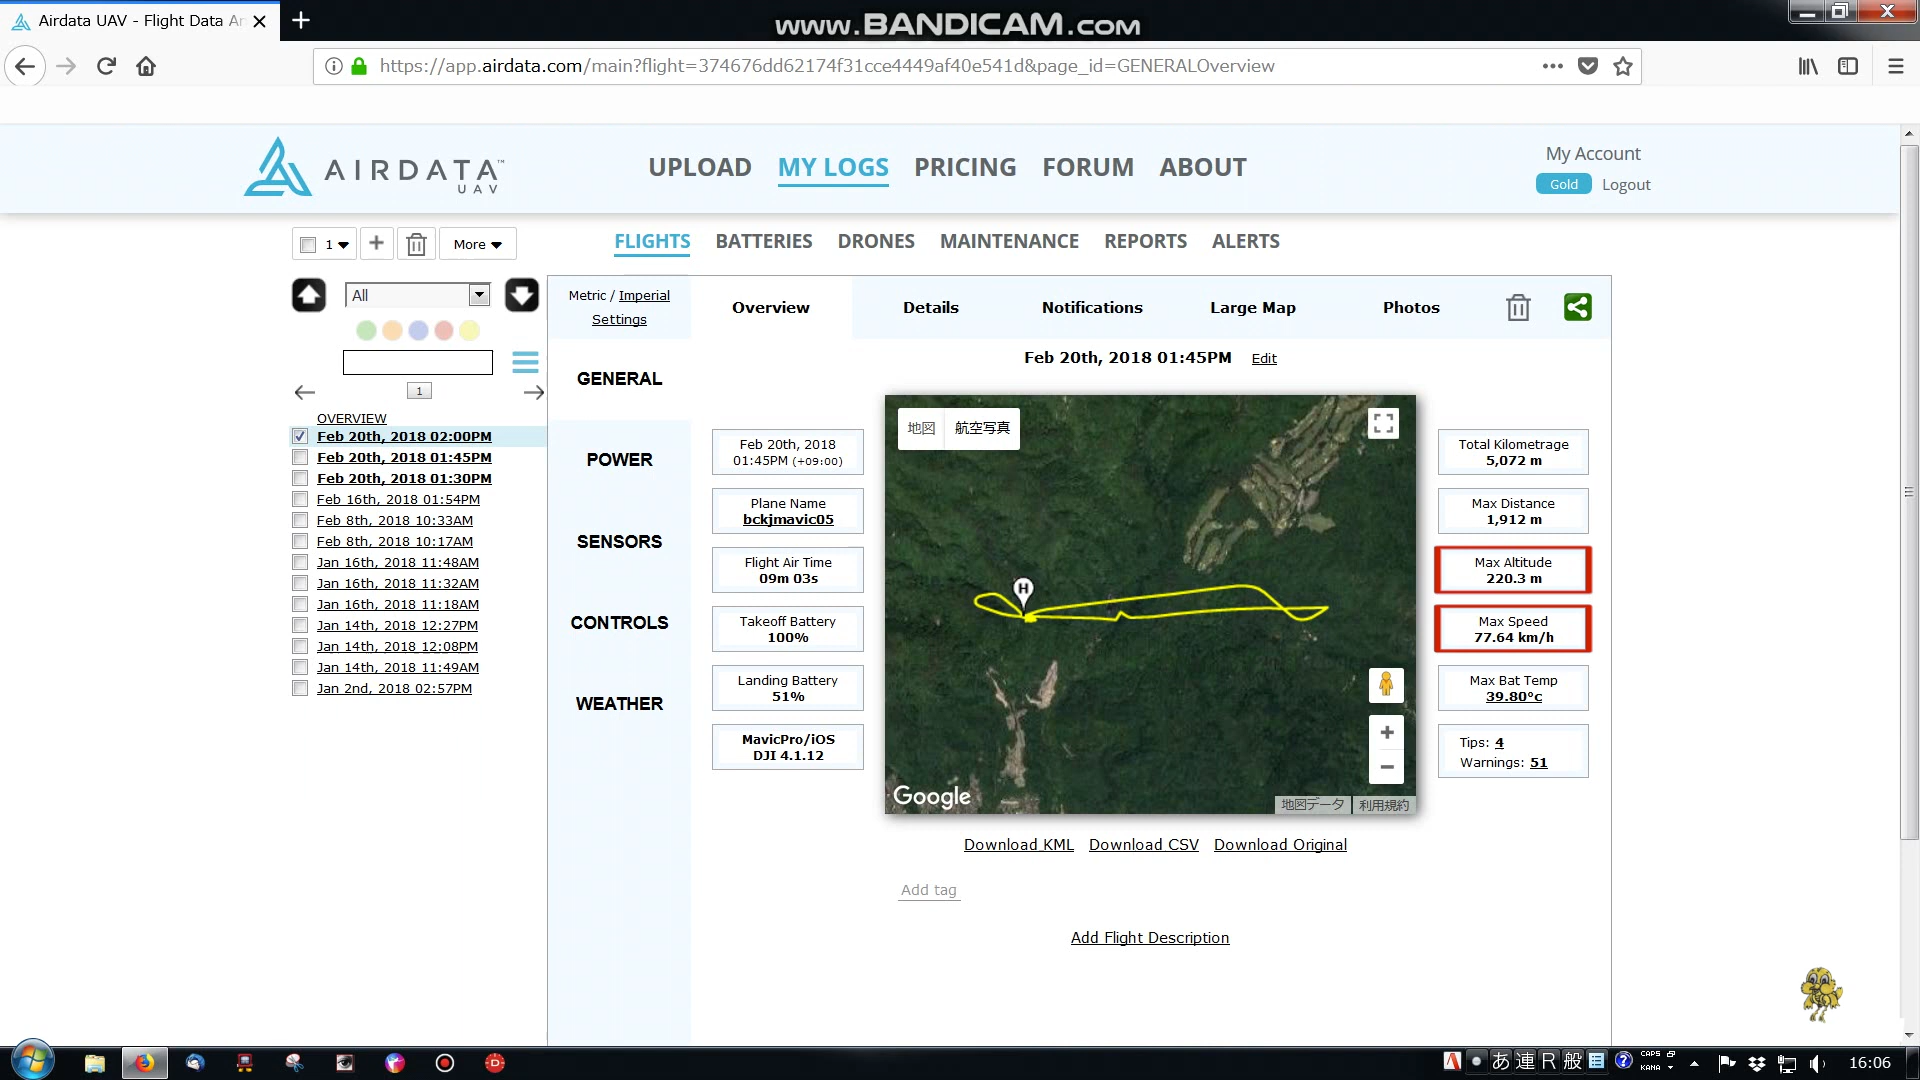 Airdata UAV - Flight Data An
www.BANDICAM.com
https://app.airdata.com/main?flight=374676dd62174f31cce4449af40e541d&page_id=GENERALOverview
AIRDATA™
UAV
UPLOAD MY LOGS PRICING FORUM ABOUT
My Account
Gold Logout
1 More
FLIGHTS BATTERIES DRONES MAINTENANCE REPORTS ALERTS
All
1
OVERVIEW
Feb 20th, 2018 02:00PM
Feb 20th, 2018 01:45PM
Feb 20th, 2018 01:30PM
Feb 16th, 2018 01:54PM
Feb 8th, 2018 10:33AM
Feb 8th, 2018 10:17AM
Jan 16th, 2018 11:48AM
Jan 16th, 2018 11:32AM
Jan 16th, 2018 11:18AM
Jan 14th, 2018 12:27PM
Jan 14th, 2018 12:08PM
Jan 14th, 2018 11:49AM
Jan 2nd, 2018 02:57PM
Metric / Imperial
Settings
Overview Details Notifications Large Map Photos
GENERAL
POWER
SENSORS
CONTROLS
WEATHER
Feb 20th, 2018 01:45PM Edit
Feb 20th, 2018
01:45PM (+09:00)
Plane Name
bckjmavic05
Flight Air Time
09m 03s
Takeoff Battery
100%
Landing Battery
51%
MavicPro/iOS
DJI 4.1.12
地図 航空写真
H
Google
地図データ 利用規約
Total Kilometrage
5,072 m
Max Distance
1,912 m
Max Altitude
220.3 m
Max Speed
77.64 km/h
Max Bat Temp
39.80°c
Tips: 4
Warnings: 51
Download KML Download CSV Download Original
Add tag
Add Flight Description
A あ 連 R 般 ? CAPS KANA
16:06